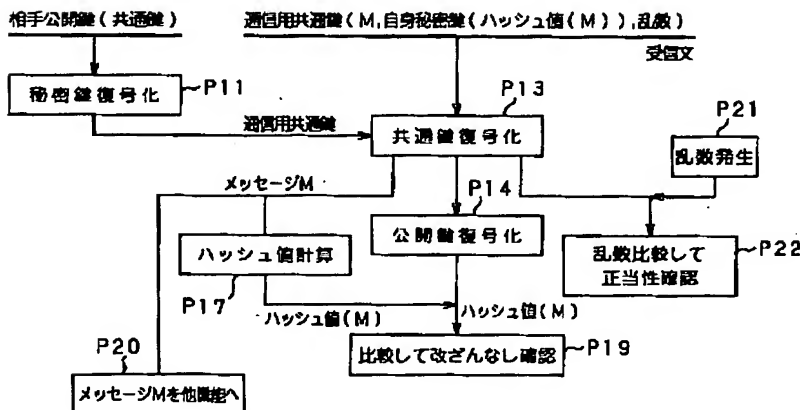 相手公開鍵(共通鍵)
通信用共通鍵(M,自身秘密鍵(ハッシュ値(M)),乱数)
受信文
P11
秘密鍵復号化
P13
通信用共通鍵
共通鍵復号化
P21
乱数発生
メッセージM
P14
公開鍵復号化
ハッシュ値計算
乱数比較して
正当性確認
P22
P17
ハッシュ値(M)
ハッシュ値(M)
P20
比較して改ざんなし確認
P19
メッセージMを他機能へ